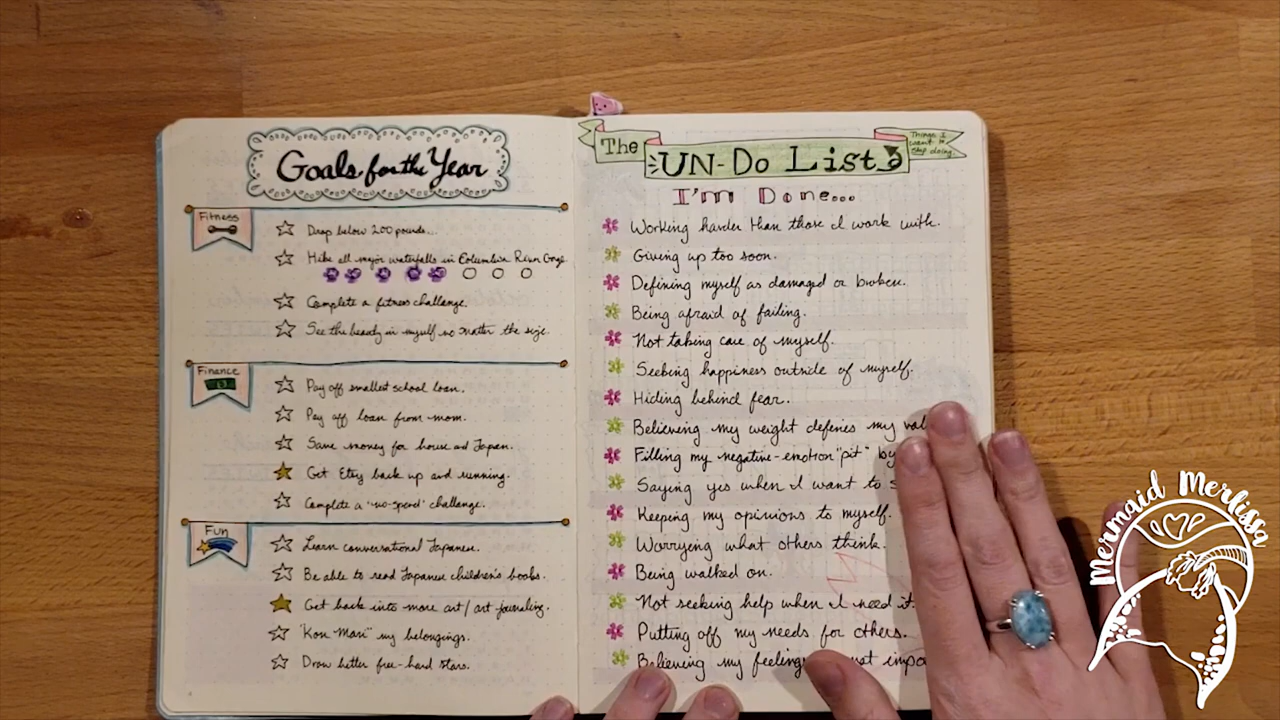 Goals for the Year
Fitness
Drop below 200 pounds...
Hike all major waterfalls in Columbia River Gorge.
Complete a fitness challenge.
See the beauty in myself no matter the size.
Finance
Pay off smallest school loan.
Pay off loan from mom.
Save money for house and Japan.
Get Etsy back up and running.
Complete a "no-spend" challenge.
Fun
Learn conversational Japanese.
Be able to read Japanese children's books.
Get back into more art/art journaling.
"Kon Mari" my belongings.
Draw better free-hand stars.
The UN-Do List
Things I
want to
stop doing.
I'm Done...
Working harder than those I work with.
Giving up too soon.
Defining myself as damaged or broken.
Being afraid of failing.
Not taking care of myself.
Seeking happiness outside of myself.
Hiding behind fear.
Believing my weight defines my val
Filling my negative-emotion "pit" by
Saying yes when I want to s
Keeping my opinions to myself.
Worrying what others think.
Being walked on.
Not seeking help when I need it.
Putting off my needs for others.
Believing my feelings
Mermaid Merlissa